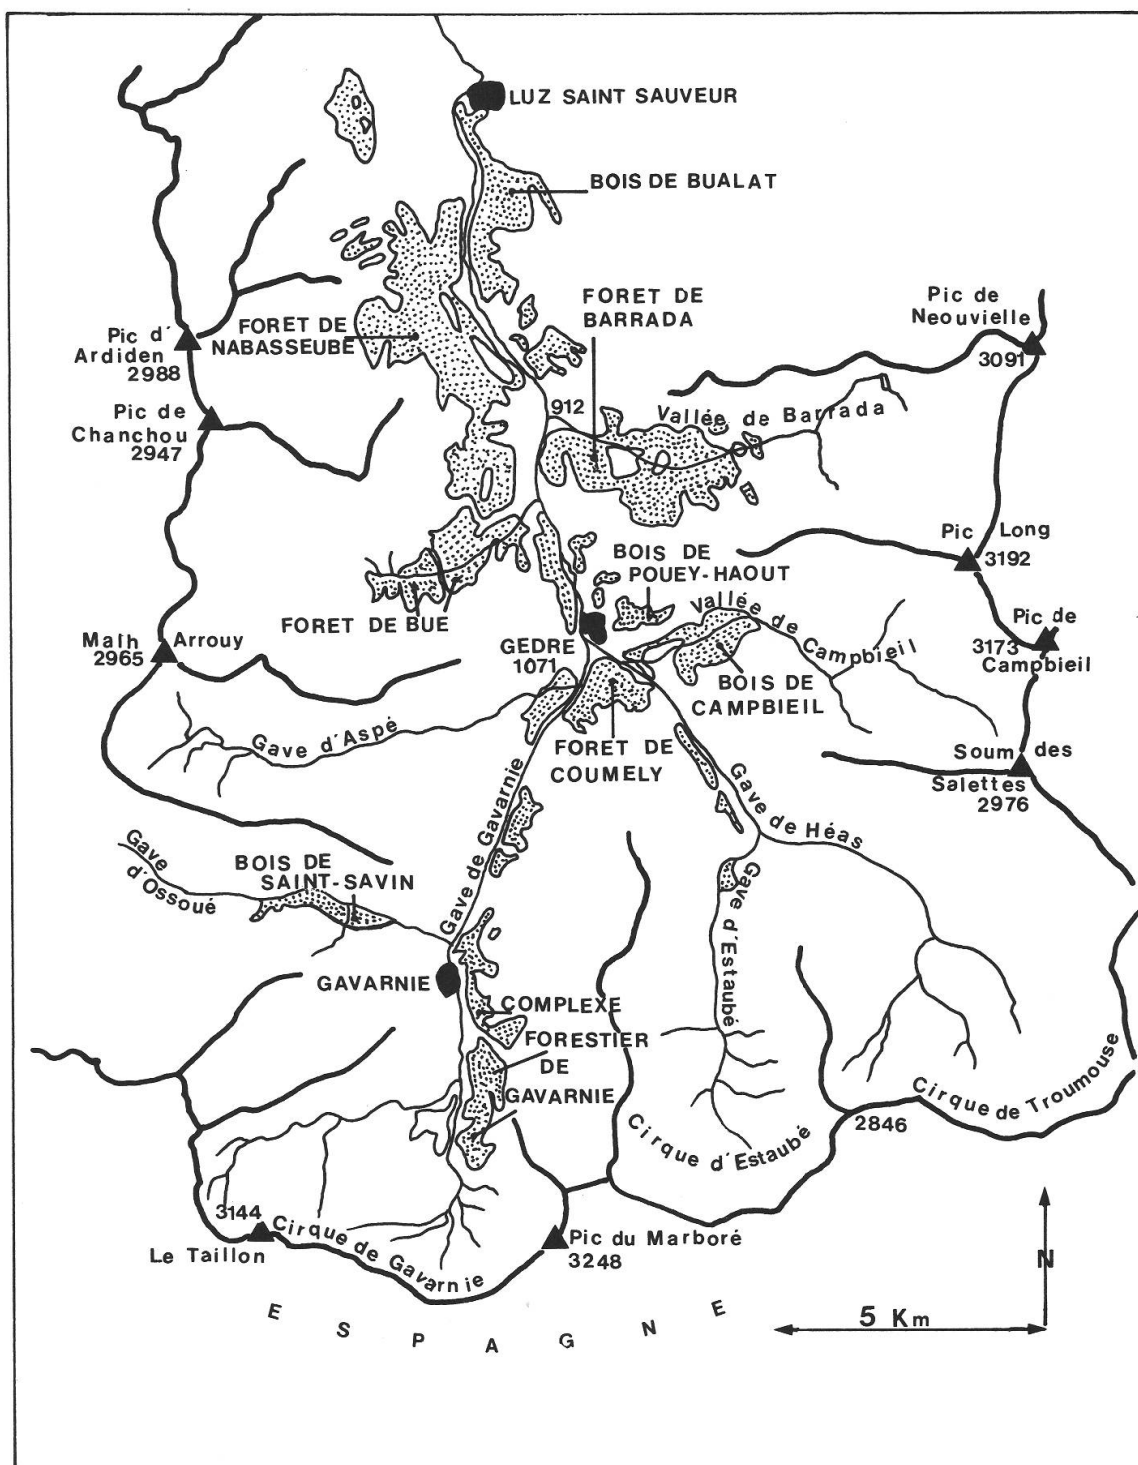 LUZ SAINT SAUVEUR
BOIS DE BUALAT
FORET DE
BARRADA
Pic de
Neouvielle
3091
Pic d'
Ardiden
2988
FORET DE
NABASSEUBE
Pic de
Chanchou
2947
912
Vallée de Barrada
Pic Long
3192
BOIS DE
POUEY-HAOUT
FORET DE BUE
Vallée de Campbieil
Pic de
3173
Campbieil
Malh Arrouy
2965
GEDRE
1071
BOIS DE
CAMPBIEIL
Gave d'Aspé
FORET DE
COUMELY
Soum des
Salettes
2976
Gave de Gavarnie
Gave de Héas
Gave
d'Ossoué
BOIS DE
SAINT-SAVIN
Gave d'Estaubé
GAVARNIE
COMPLEXE
FORESTIER
DE
GAVARNIE
Cirque d'Estaubé
2846
Cirque de Troumouse
3144
Le Taillon
Cirque de Gavarnie
Pic du Marboré
3248
N
ESPAGNE
5 Km